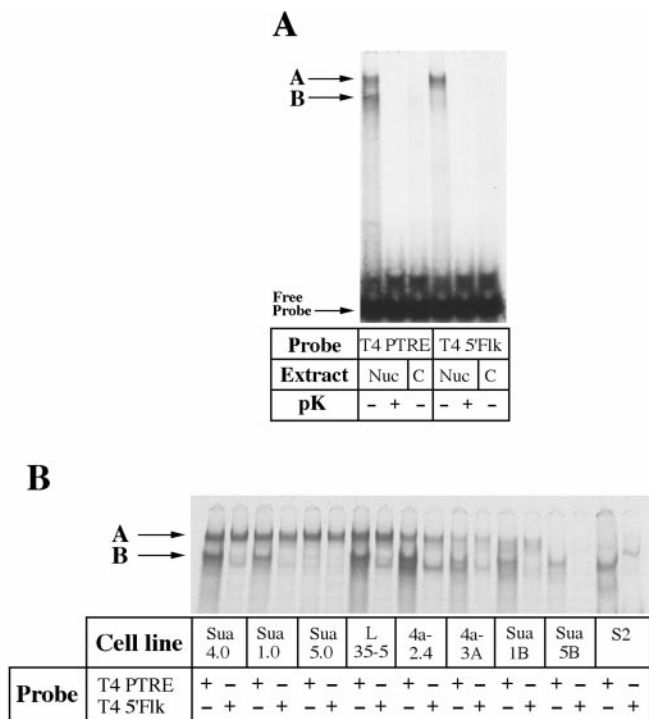 A
A
B
Free
Probe
Probe T4 PTRE T4 5'Flk
Extract Nuc C Nuc C
pK – + – – + –
B
A
B
Cell line Sua 4.0 Sua 1.0 Sua 5.0 L 35-5 4a-2.4 4a-3A Sua 1B Sua 5B S2
Probe T4 PTRE + – + – + – + – + – + – + – + – + –
T4 5'Flk – + – + – + – + – + – + – + – + – +